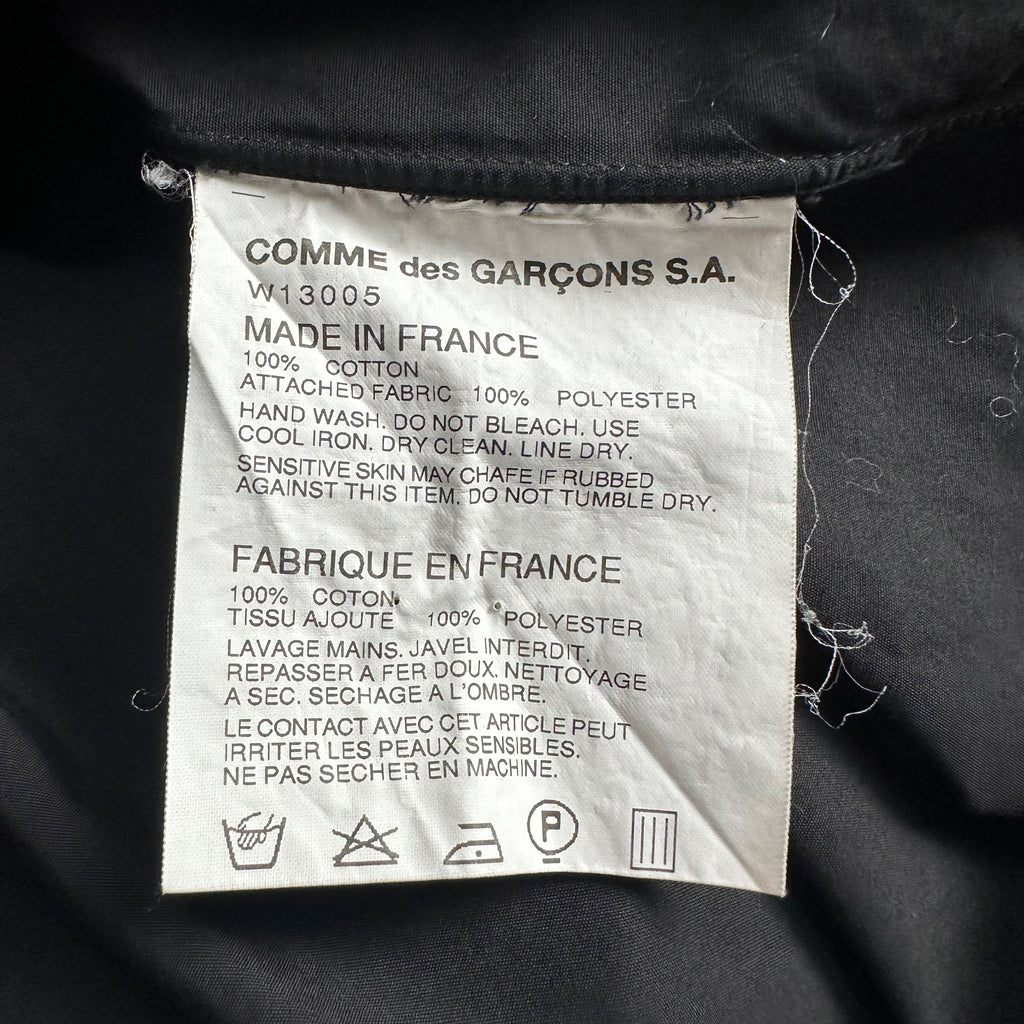 COMME des GARÇONS S.A.
W13005
MADE IN FRANCE
100% COTTON
ATTACHED FABRIC 100% POLYESTER
HAND WASH. DO NOT BLEACH. USE
COOL IRON. DRY CLEAN. LINE DRY.
SENSITIVE SKIN MAY CHAFE IF RUBBED
AGAINST THIS ITEM. DO NOT TUMBLE DRY.
FABRIQUE EN FRANCE
100% COTON
TISSU AJOUTE 100% POLYESTER
LAVAGE MAINS. JAVEL INTERDIT.
REPASSER A FER DOUX. NETTOYAGE
A SEC. SECHAGE A L'OMBRE.
LE CONTACT AVEC CET ARTICLE PEUT
IRRITER LES PEAUX SENSIBLES.
NE PAS SECHER EN MACHINE.
P